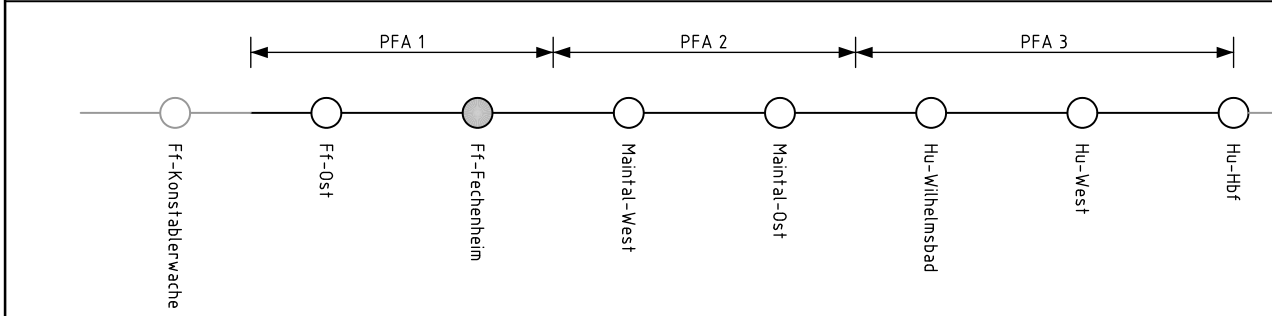 PFA 1
PFA 2
PFA 3
Ff-Konstablerwache
Ff-Ost
Ff-Fechenheim
Maintal-West
Maintal-Ost
Hu-Wilhelmsbad
Hu-West
Hu-Hbf